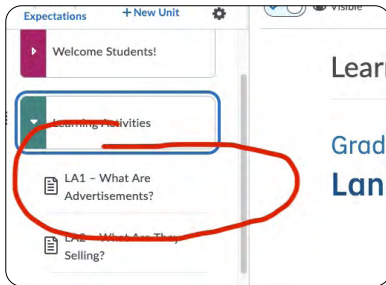 Expectations
+ New Unit
Visible
Welcome Students!
Learning Activities
LA1 – What Are
Advertisements?
LA2 – What Are They
Selling?
Lear
Grad
Lan